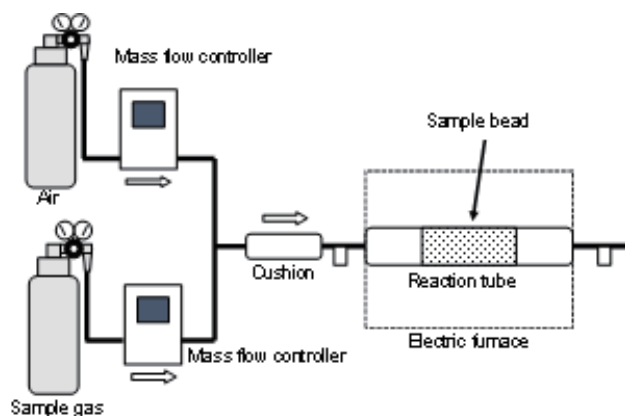 Mass flow controller
Sample bead
Air
Cushion
Reaction tube
Electric furnace
Mass flow controller
Sample gas